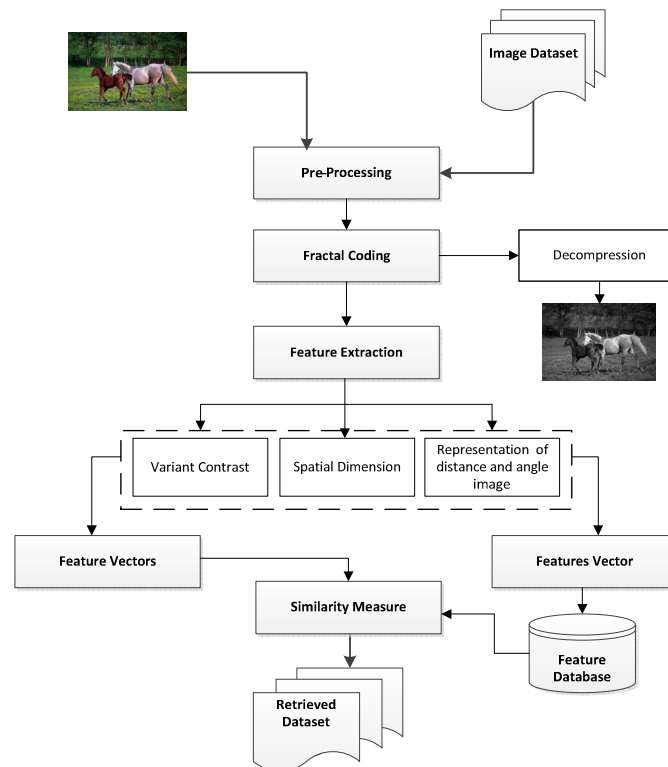 Image Dataset
Pre-Processing
Fractal Coding
Decompression
Feature Extraction
Variant Contrast
Spatial Dimension
Representation of
distance and angle
image
Feature Vectors
Features Vector
Similarity Measure
Feature
Database
Retrieved
Dataset